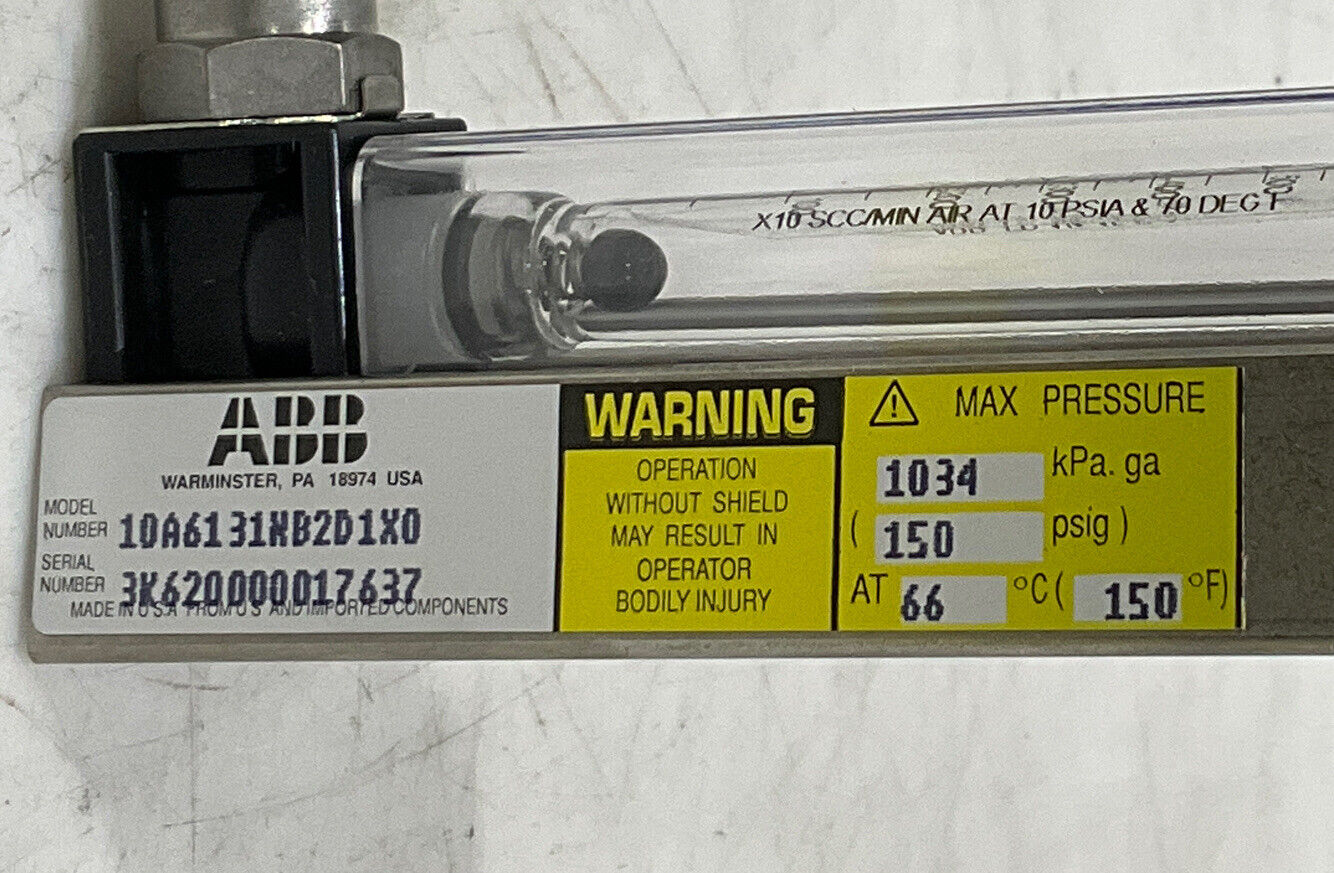 X10 SCC/MIN AIR AT 10 PSIA & 70 DEG F
ABB
WARMINSTER, PA 18974 USA
MODEL
NUMBER 10A6131NB2D1X0
SERIAL
NUMBER 3K620000017637
MADE IN U S A FROM U S AND IMPORTED COMPONENTS
WARNING
OPERATION
WITHOUT SHIELD
MAY RESULT IN
OPERATOR
BODILY INJURY
MAX PRESSURE
1034 kPa. ga
( 150 psig )
AT 66 °C ( 150 °F)